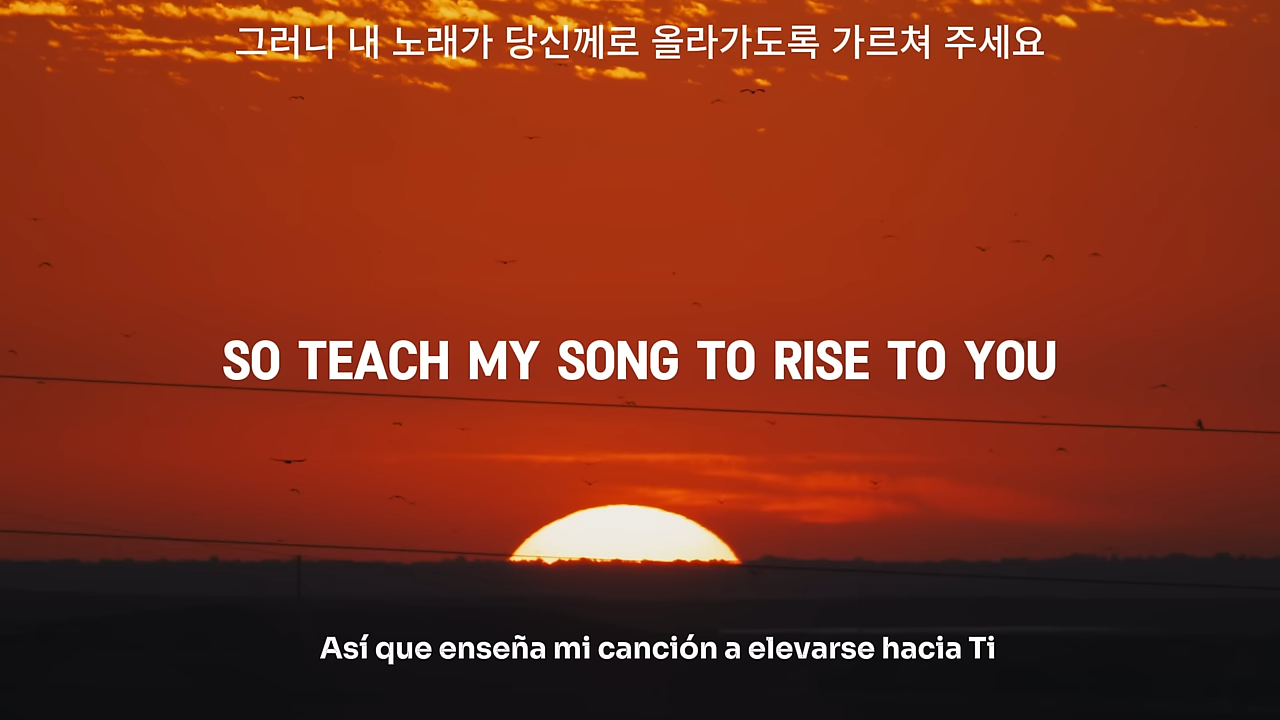 그러니 내 노래가 당신께로 올라가도록 가르쳐 주세요
SO TEACH MY SONG TO RISE TO YOU
Así que enseña mi canción a elevarse hacia Ti